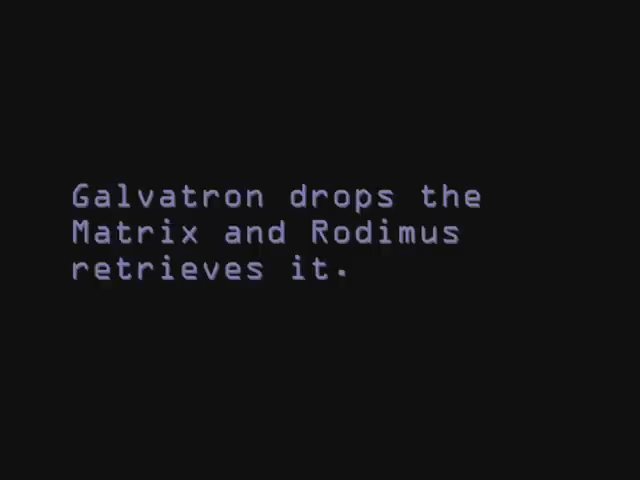 Galvatron drops the
Matrix and Rodimus
retrieves it.